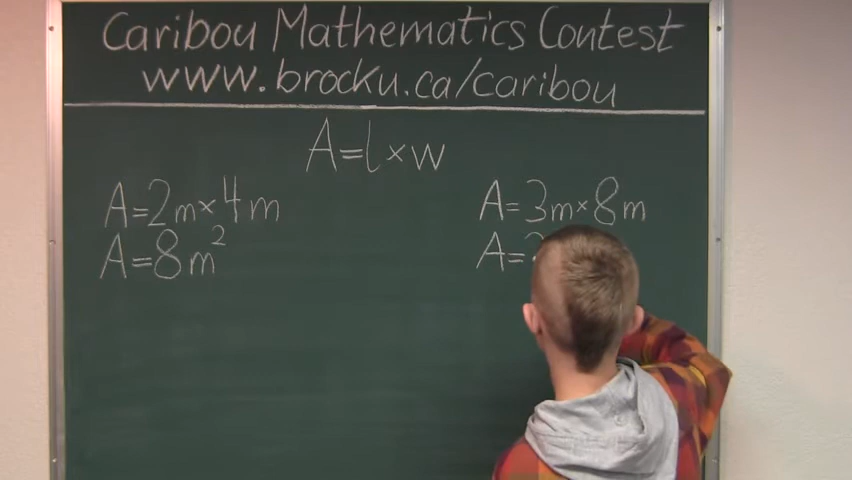 Caribou Mathematics Contest
www.brocku.ca/caribou
A=l×w
A=2m×4m
A=8m²
A=3m×8m
A=